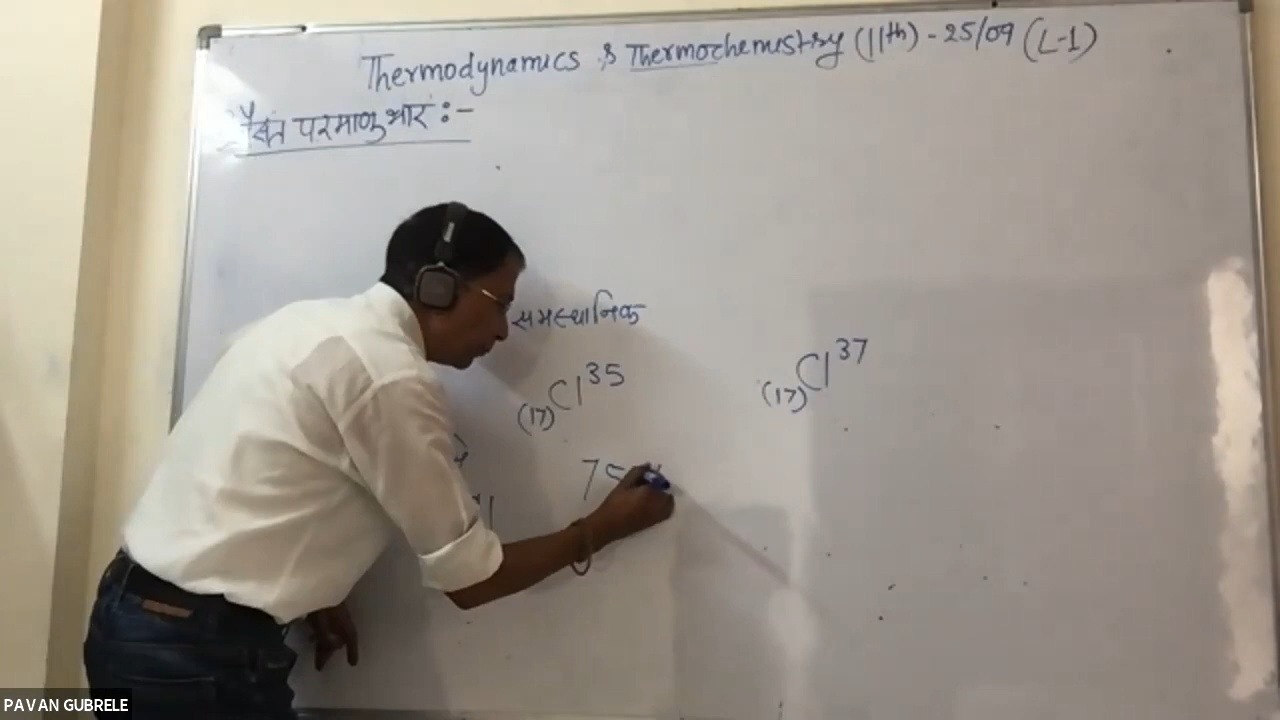 Thermodynamics & Thermochemistry (11th) - 25/09 (L-1)
परमाणु भार :-
समस्थानिक
(17)Cl35 (17)Cl37
75
PAVAN GUBRELE